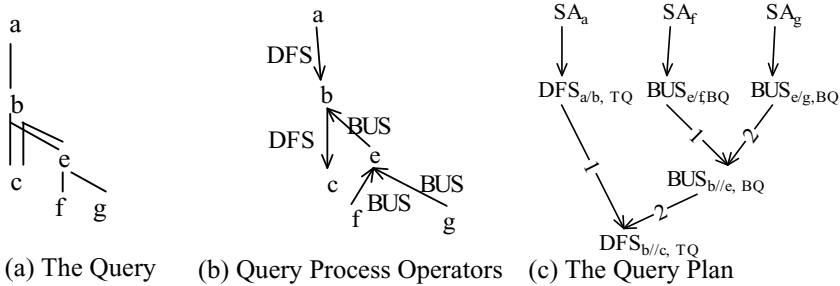 a
b
c
e
f
g
(a) The Query
a
DFS
b
DFS
BUS
e
c
BUS
f
BUS
g
(b) Query Process Operators
SAa
SAf
SAg
DFSa/b, TQ
BUSe/f,BQ
BUSe/g,BQ
1
2
1
BUSb//e, BQ
2
DFSb//c, TQ
(c) The Query Plan